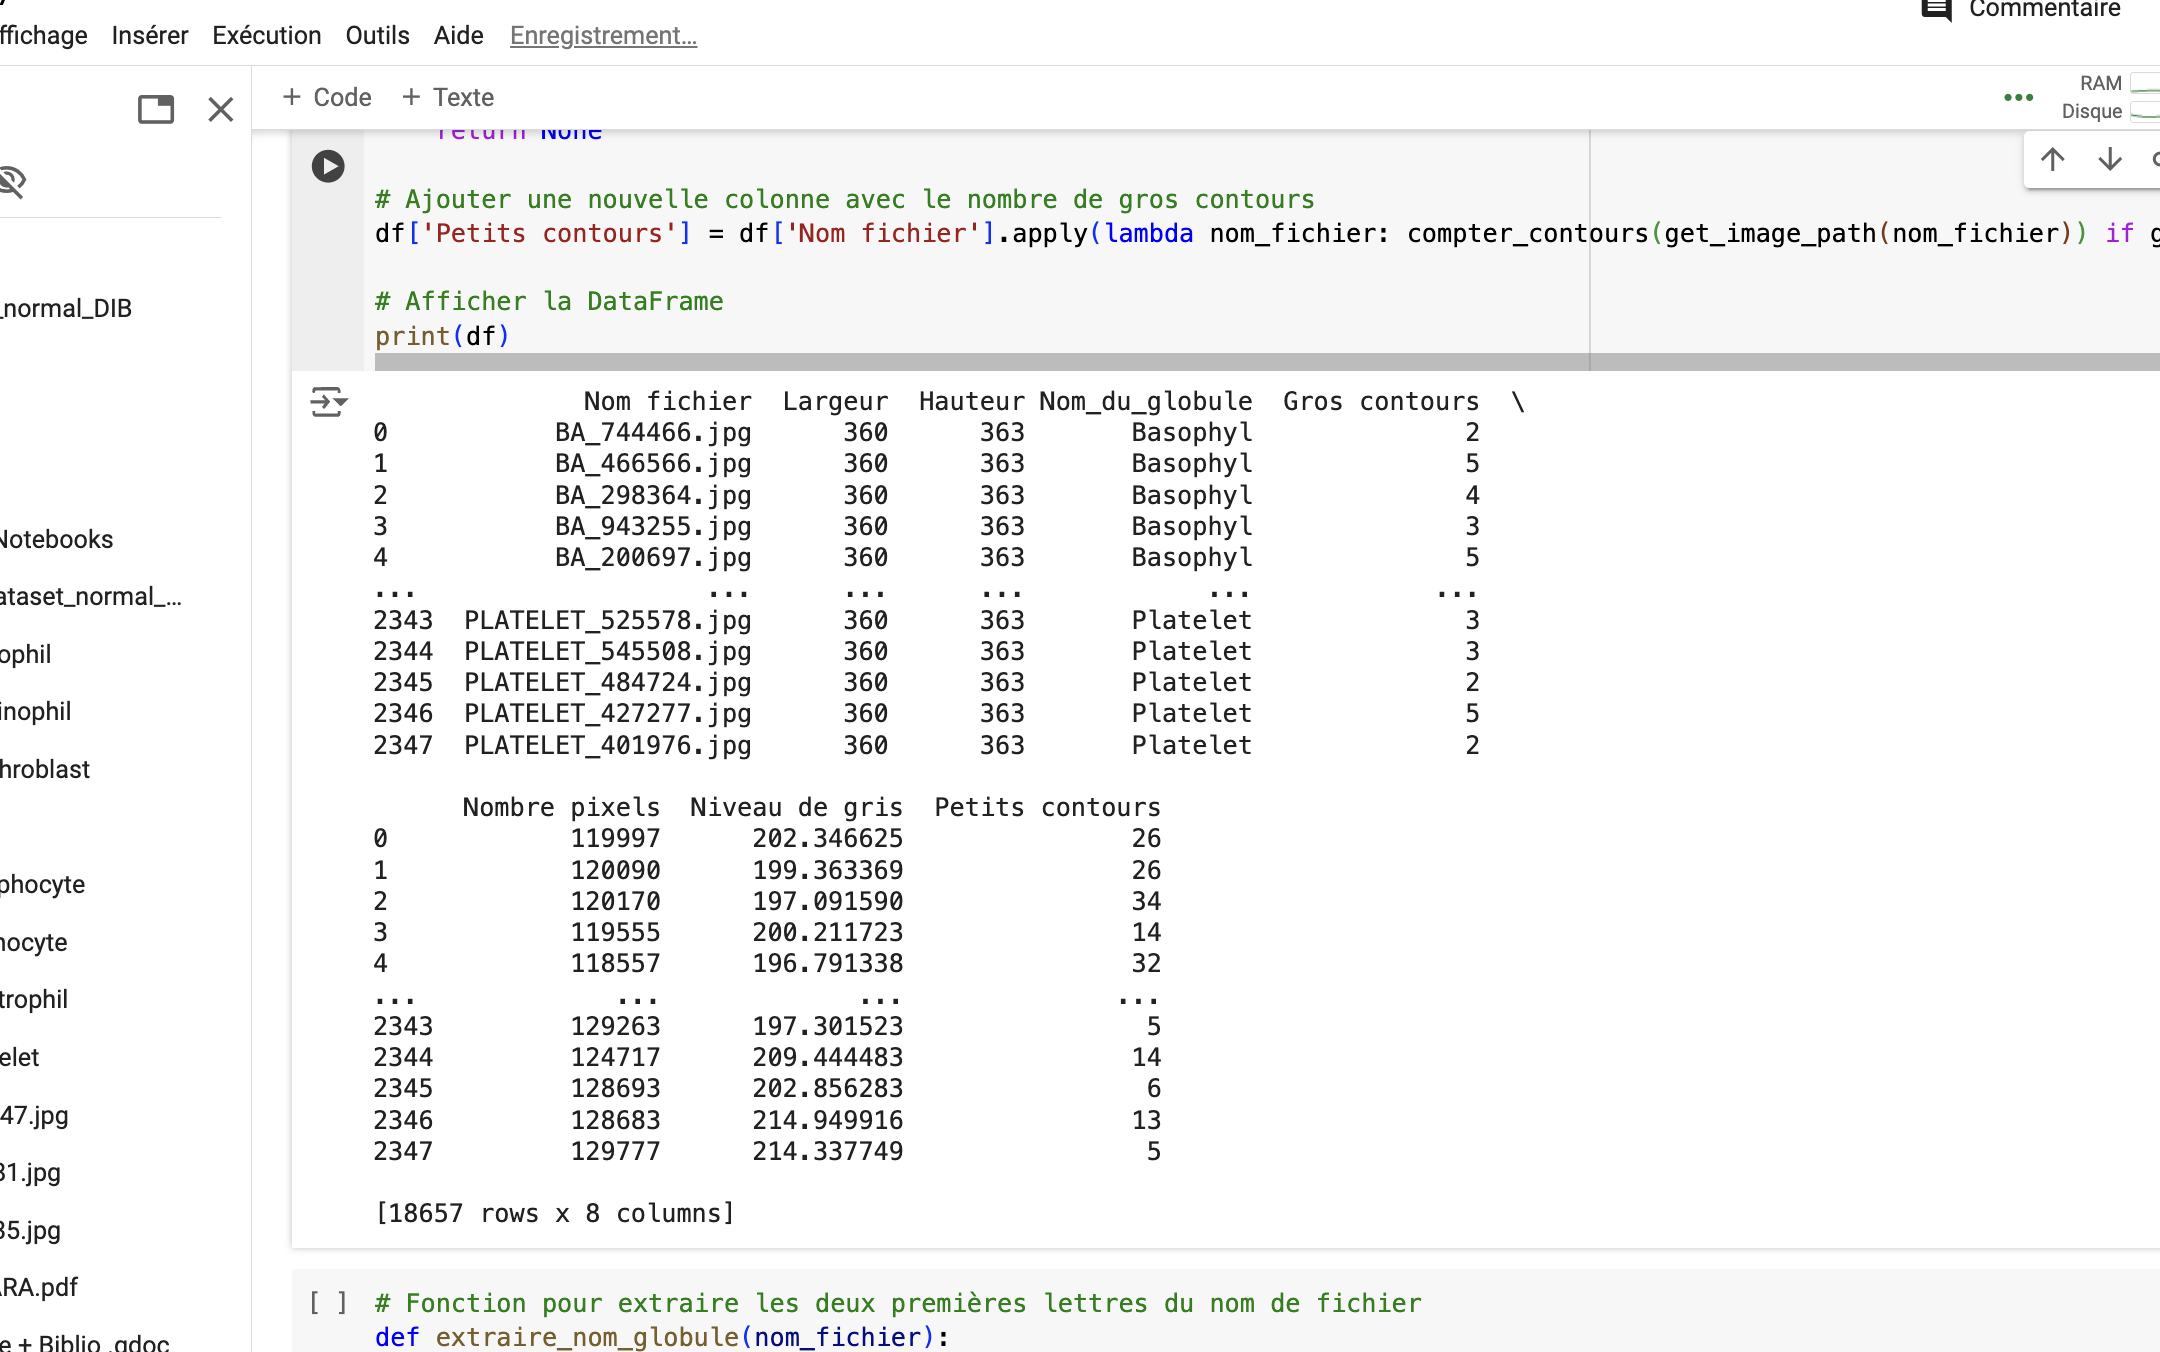 Commentaire
ffichage Insérer Exécution Outils Aide Enregistrement...
+ Code + Texte
RAM
Disque
return None
# Ajouter une nouvelle colonne avec le nombre de gros contours
df['Petits contours'] = df['Nom fichier'].apply(lambda nom_fichier: compter_contours(get_image_path(nom_fichier)) if g
# Afficher la DataFrame
print(df)
Nom fichier Largeur Hauteur Nom_du_globule Gros contours \
0 BA_744466.jpg 360 363 Basophyl 2
1 BA_466566.jpg 360 363 Basophyl 5
2 BA_298364.jpg 360 363 Basophyl 4
3 BA_943255.jpg 360 363 Basophyl 3
4 BA_200697.jpg 360 363 Basophyl 5
... ... ... ... ... ...
2343 PLATELET_525578.jpg 360 363 Platelet 3
2344 PLATELET_545508.jpg 360 363 Platelet 3
2345 PLATELET_484724.jpg 360 363 Platelet 2
2346 PLATELET_427277.jpg 360 363 Platelet 5
2347 PLATELET_401976.jpg 360 363 Platelet 2
Nombre pixels Niveau de gris Petits contours
0 119997 202.346625 26
1 120090 199.363369 26
2 120170 197.091590 34
3 119555 200.211723 14
4 118557 196.791338 32
... ... ... ...
2343 129263 197.301523 5
2344 124717 209.444483 14
2345 128693 202.856283 6
2346 128683 214.949916 13
2347 129777 214.337749 5
[18657 rows x 8 columns]
[ ] # Fonction pour extraire les deux premières lettres du nom de fichier
def extraire_nom_globule(nom_fichier):
_normal_DIB
Notebooks
ataset_normal_...
ophil
inophil
hroblast
phocyte
nocyte
trophil
elet
47.jpg
31.jpg
35.jpg
ARA.pdf
e + Biblio .gdoc